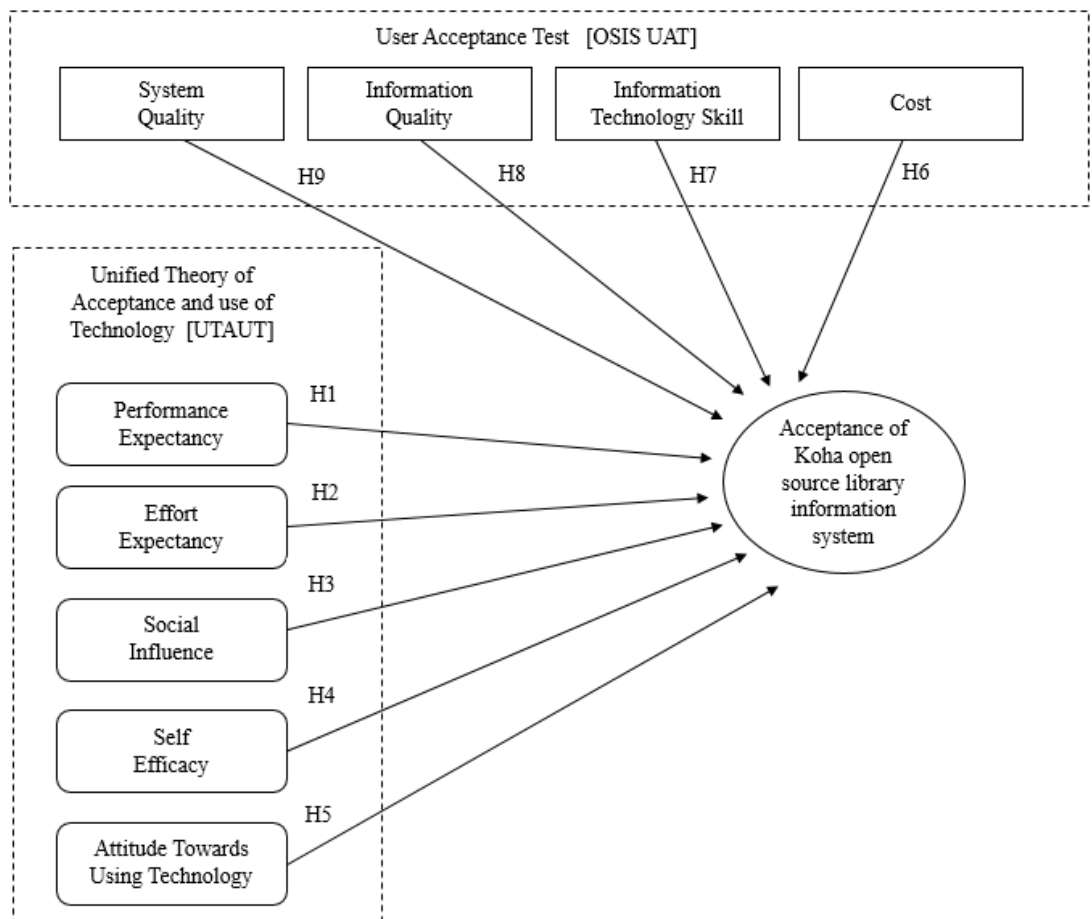 User Acceptance Test [OSIS UAT]
System
Quality
Information
Quality
Information
Technology Skill
Cost
H9
H8
H7
H6
Unified Theory of
Acceptance and use of
Technology [UTAUT]
Performance
Expectancy
H1
Effort
Expectancy
H2
Social
Influence
H3
Self
Efficacy
H4
Attitude Towards
Using Technology
H5
Acceptance of
Koha open
source library
information
system